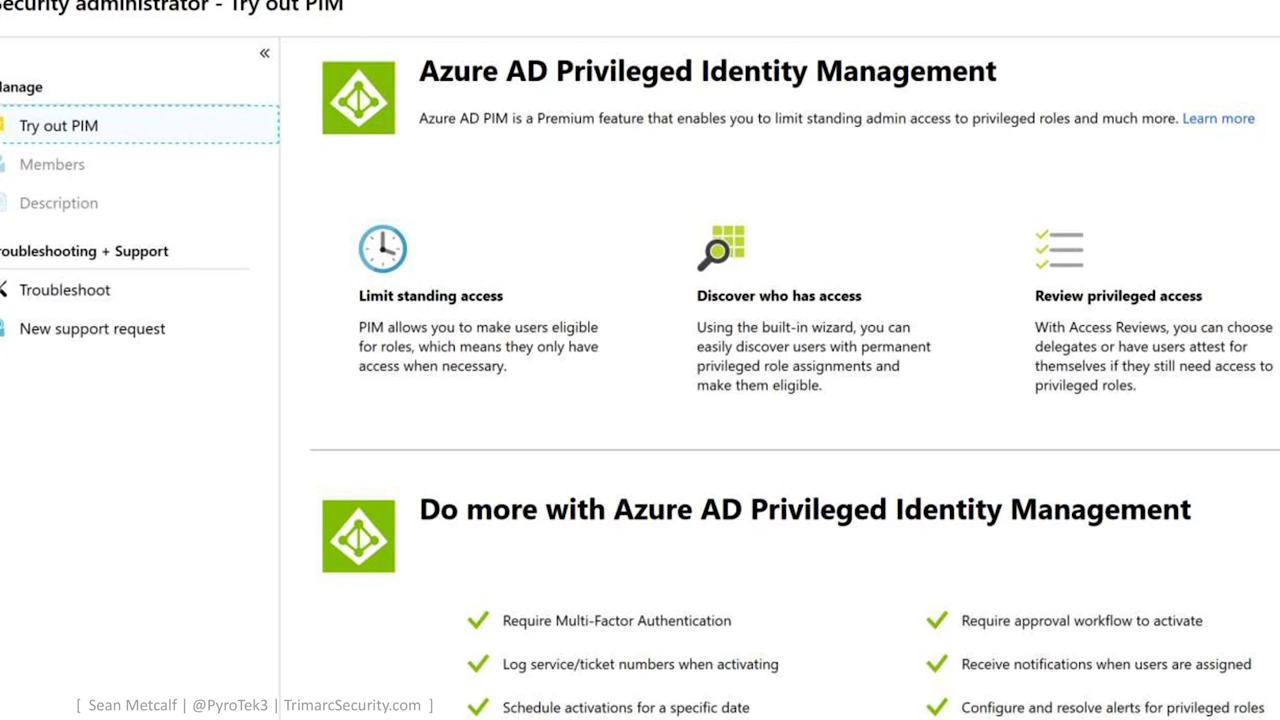 ecurity administrator - Try out PIM
«
anage
Try out PIM
Members
Description
roubleshooting + Support
Troubleshoot
New support request
Azure AD Privileged Identity Management
Azure AD PIM is a Premium feature that enables you to limit standing admin access to privileged roles and much more. Learn more
Limit standing access
PIM allows you to make users eligible
for roles, which means they only have
access when necessary.
Discover who has access
Using the built-in wizard, you can
easily discover users with permanent
privileged role assignments and
make them eligible.
Review privileged access
With Access Reviews, you can choose
delegates or have users attest for
themselves if they still need access to
privileged roles.
Do more with Azure AD Privileged Identity Management
Require Multi-Factor Authentication
Log service/ticket numbers when activating
Schedule activations for a specific date
Require approval workflow to activate
Receive notifications when users are assigned
Configure and resolve alerts for privileged roles
[ Sean Metcalf | @PyroTek3 | TrimarcSecurity.com ]